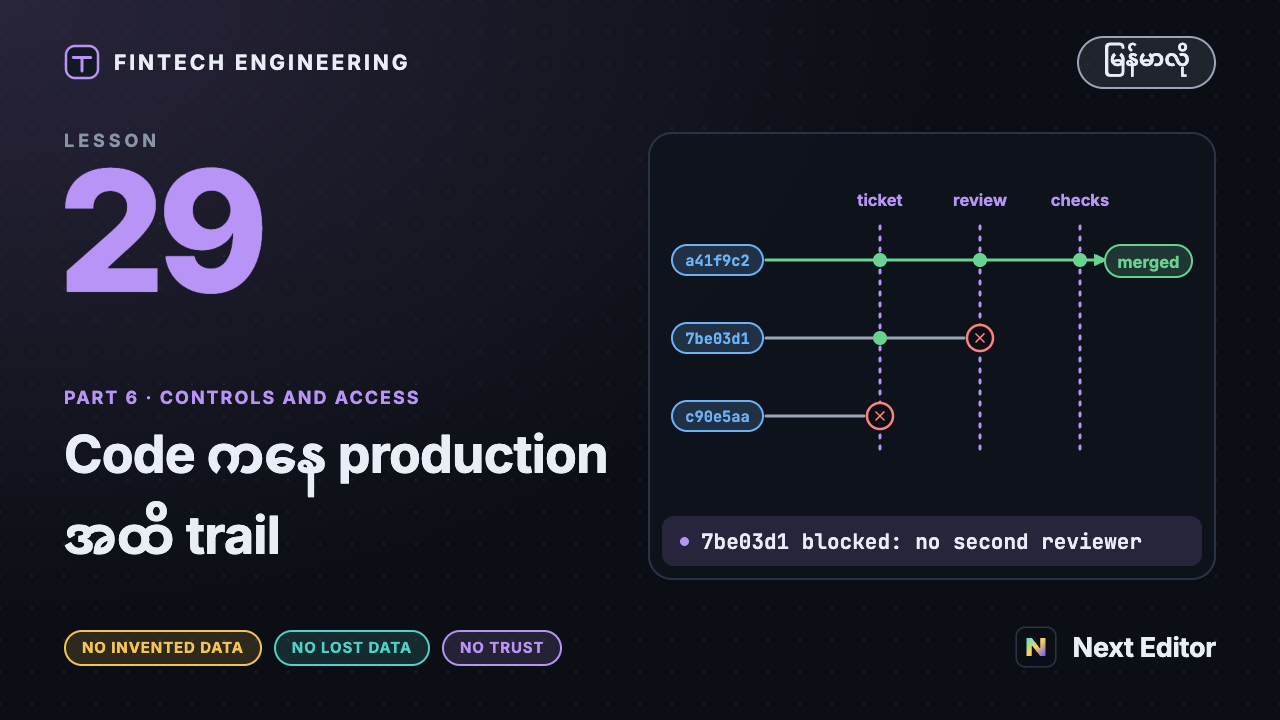 FINTECH ENGINEERING
မြန်မာလို
LESSON
29
PART 6 · CONTROLS AND ACCESS
Code ကနေ production
အထိ trail
ticket review checks
a41f9c2 merged
7be03d1
c90e5aa
7be03d1 blocked: no second reviewer
NO INVENTED DATA NO LOST DATA NO TRUST
Next Editor